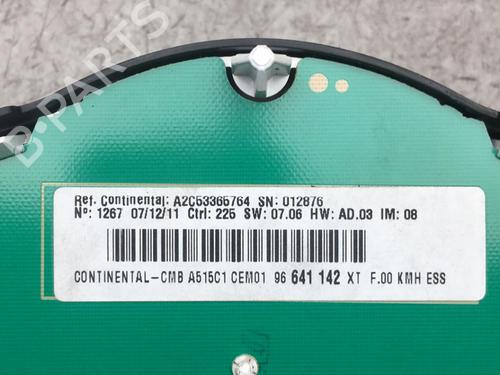 B-PARTS
Ref. Continental: A2C53365764 SN: 012876
Nº: 1267 07/12/11 Ctrl: 225 SW: 07.06 HW: AD.03 IM: 08
CONTINENTAL-CMB A515C1 CEM01 96 641 142 XT F.00 KMH ESS